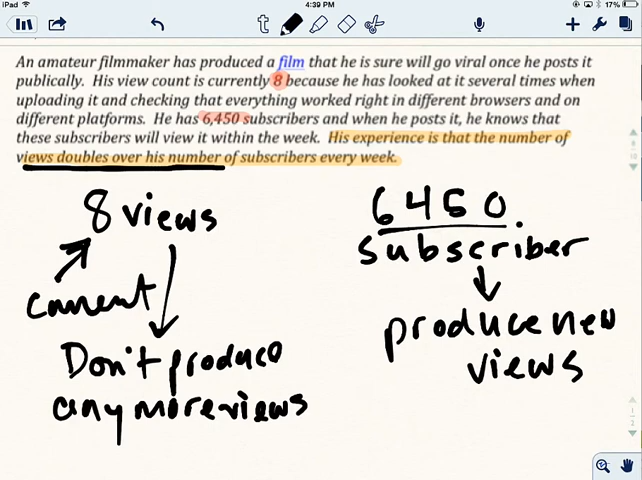 iPad
4:39 PM
17%
An amateur filmmaker has produced a film that he is sure will go viral once he posts it
publically. His view count is currently 8 because he has looked at it several times when
uploading it and checking that everything worked right in different browsers and on
different platforms. He has 6,450 subscribers and when he posts it, he knows that
these subscribers will view it within the week. His experience is that the number of
views doubles over his number of subscribers every week.
8 views
current
Don't produce
any more views
6450.
subscriber
produce new
views